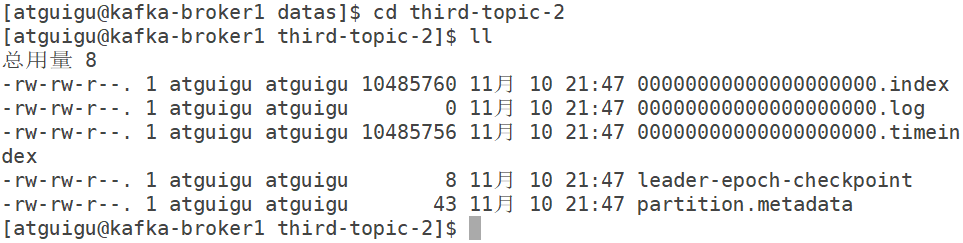 [atguigu@kafka-broker1 datas]$ cd third-topic-2
[atguigu@kafka-broker1 third-topic-2]$ ll
总用量 8
-rw-rw-r--. 1 atguigu atguigu 10485760 11月 10 21:47 00000000000000000000.index
-rw-rw-r--. 1 atguigu atguigu        0 11月 10 21:47 00000000000000000000.log
-rw-rw-r--. 1 atguigu atguigu 10485756 11月 10 21:47 00000000000000000000.timein
dex
-rw-rw-r--. 1 atguigu atguigu        8 11月 10 21:47 leader-epoch-checkpoint
-rw-rw-r--. 1 atguigu atguigu       43 11月 10 21:47 partition.metadata
[atguigu@kafka-broker1 third-topic-2]$